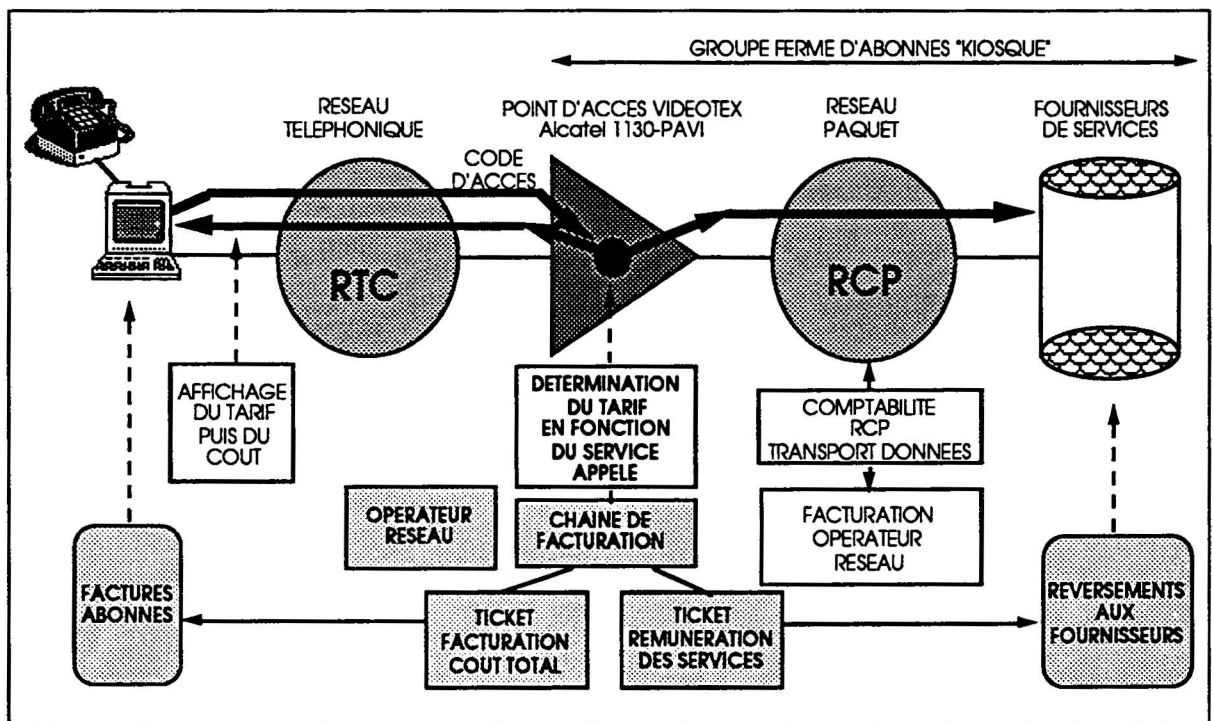 GROUPE FERME D'ABONNES "KIOSQUE"
RESEAU
TELEPHONIQUE
POINT D'ACCES VIDEOTEX
Alcatel 1130-PAVI
RESEAU
PAQUET
FOURNISSEURS
DE SERVICES
CODE
D'ACCES
RTC
RCP
AFFICHAGE
DU TARIF
PUIS DU
COUT
DETERMINATION
DU TARIF
EN FONCTION
DU SERVICE
APPELE
COMPTABILITE
RCP
TRANSPORT DONNEES
OPERATEUR
RESEAU
CHAINE DE
FACTURATION
FACTURATION
OPERATEUR
RESEAU
FACTURES
ABONNES
TICKET
FACTURATION
COUT TOTAL
TICKET
REMUNERATION
DES SERVICES
REVERSEMENTS
AUX
FOURNISSEURS